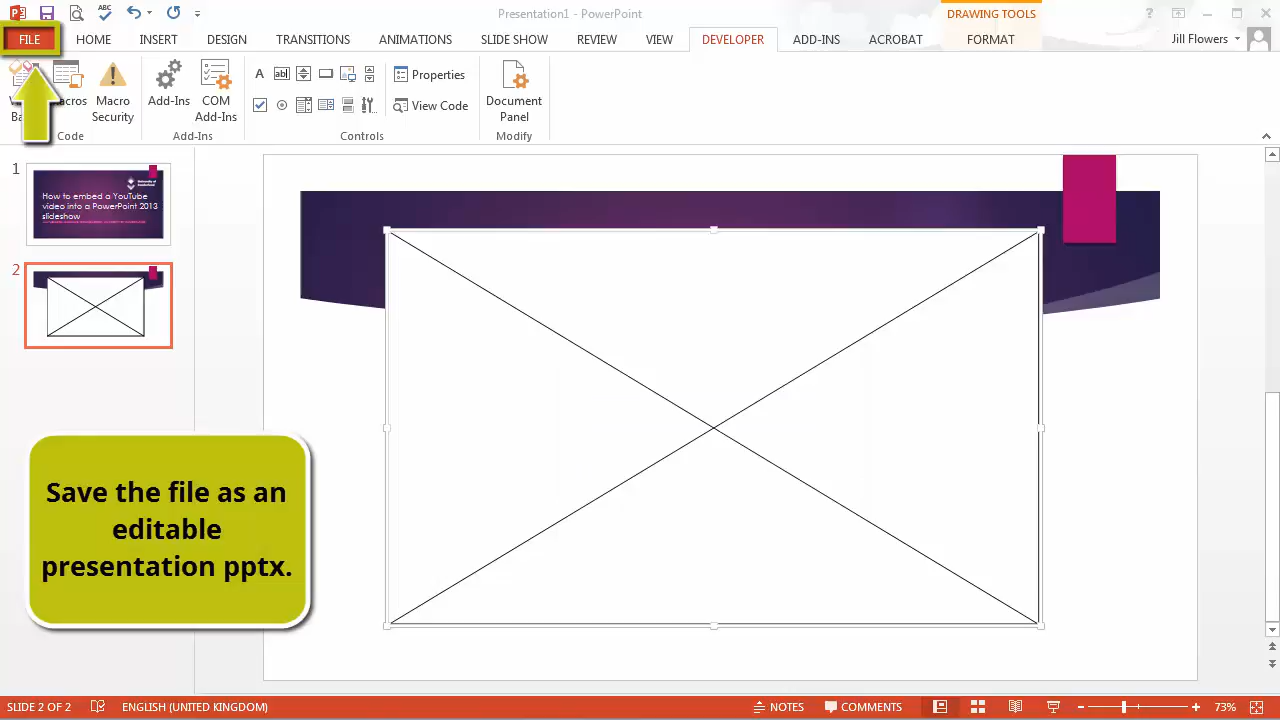 Presentation1 - PowerPoint
DRAWING TOOLS
FILE HOME INSERT DESIGN TRANSITIONS ANIMATIONS SLIDE SHOW REVIEW VIEW DEVELOPER ADD-INS ACROBAT FORMAT
Jill Flowers
Properties
Macro Security
Add-Ins
COM Add-Ins
View Code
Document Panel
Code
Add-Ins
Controls
Modify
1
How to embed a YouTube
video into a PowerPoint 2013
slideshow
2
Save the file as an
editable
presentation pptx.
SLIDE 2 OF 2
ENGLISH (UNITED KINGDOM)
NOTES
COMMENTS
73%